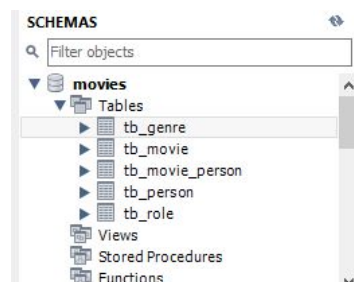 SCHEMAS
Filter objects
movies
Tables
tb_genre
tb_movie
tb_movie_person
tb_person
tb_role
Views
Stored Procedures
Functions